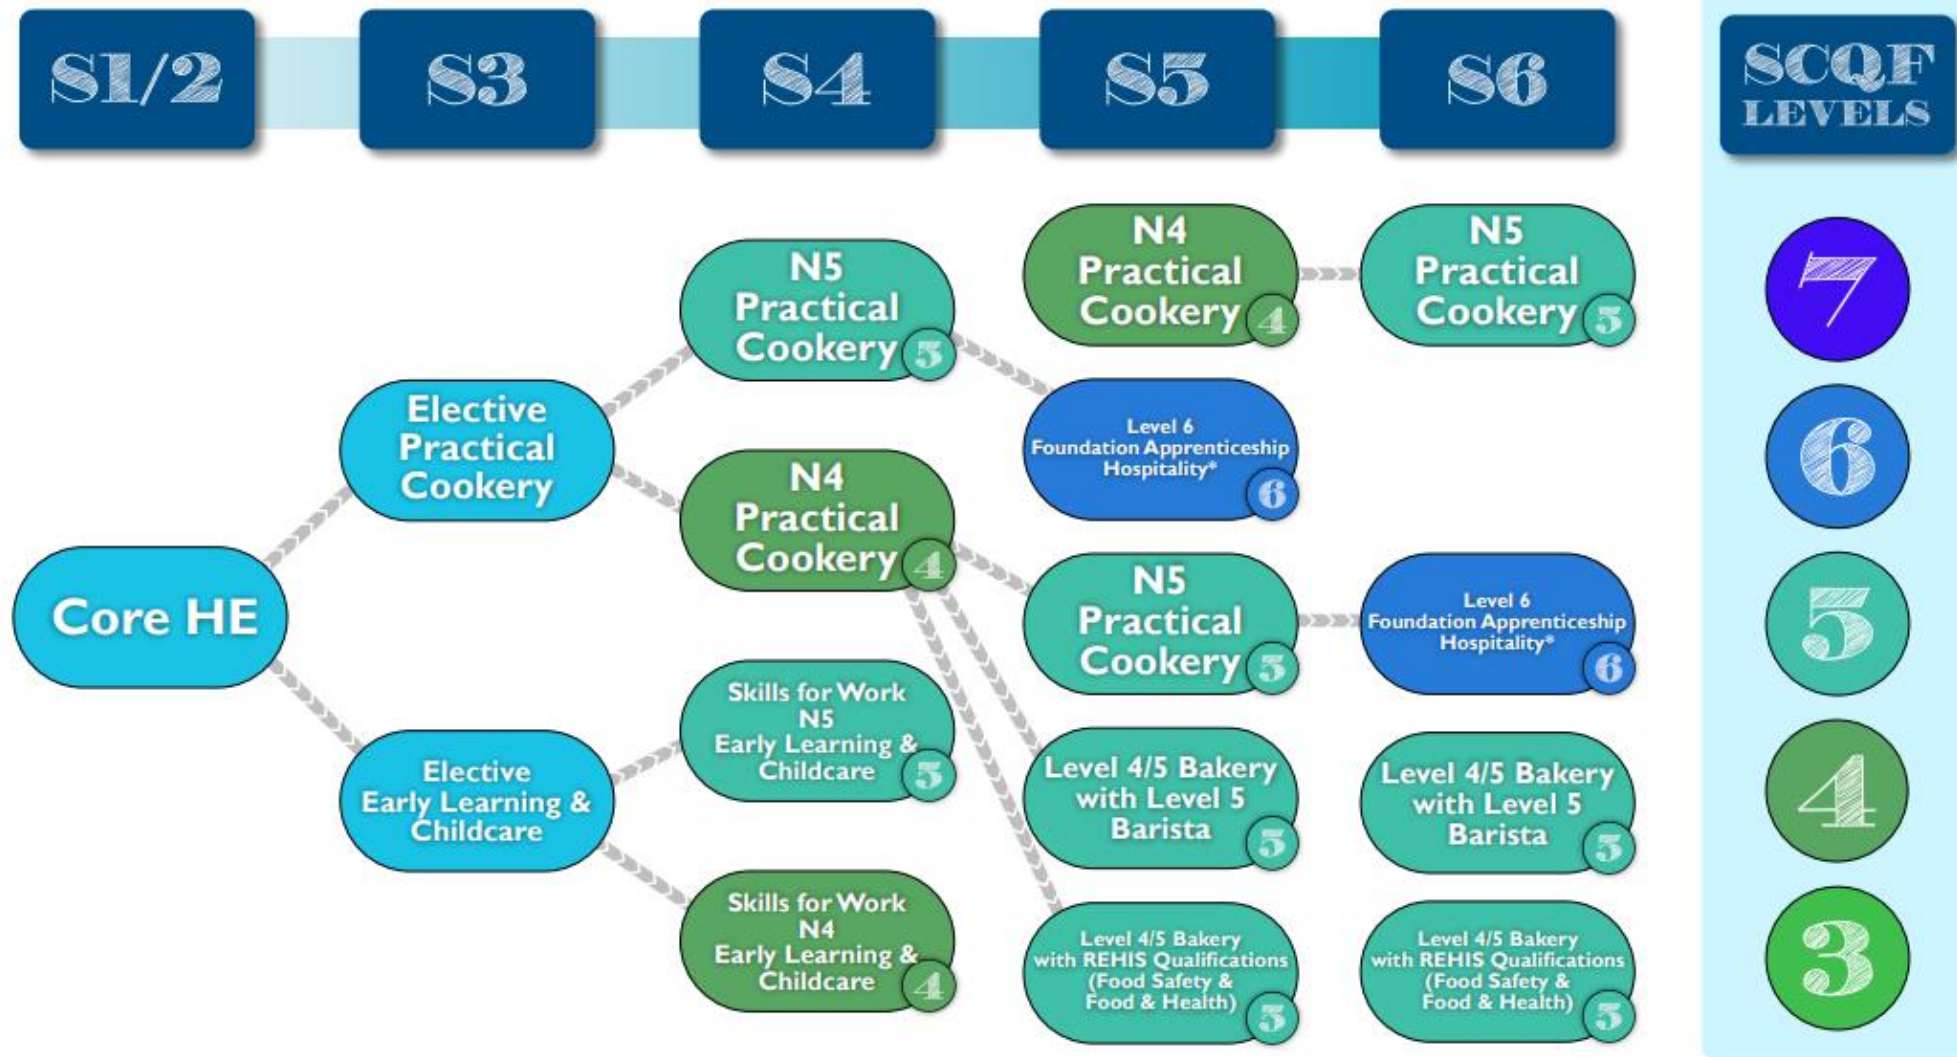 S1/2
S3
S4
S5
S6
SCQF
LEVELS
Core HE
Elective
Practical
Cookery
Elective
Early Learning &
Childcare
N5
Practical
Cookery
5
N4
Practical
Cookery
4
Skills for Work
N5
Early Learning &
Childcare
5
Skills for Work
N4
Early Learning &
Childcare
4
N4
Practical
Cookery
4
Level 6
Foundation Apprenticeship
Hospitality*
6
N5
Practical
Cookery
5
Level 4/5 Bakery
with Level 5
Barista
5
Level 4/5 Bakery
with REHIS Qualifications
(Food Safety &
Food & Health)
5
N5
Practical
Cookery
5
Level 6
Foundation Apprenticeship
Hospitality*
6
Level 4/5 Bakery
with Level 5
Barista
5
Level 4/5 Bakery
with REHIS Qualifications
(Food Safety &
Food & Health)
5
7
6
5
4
3